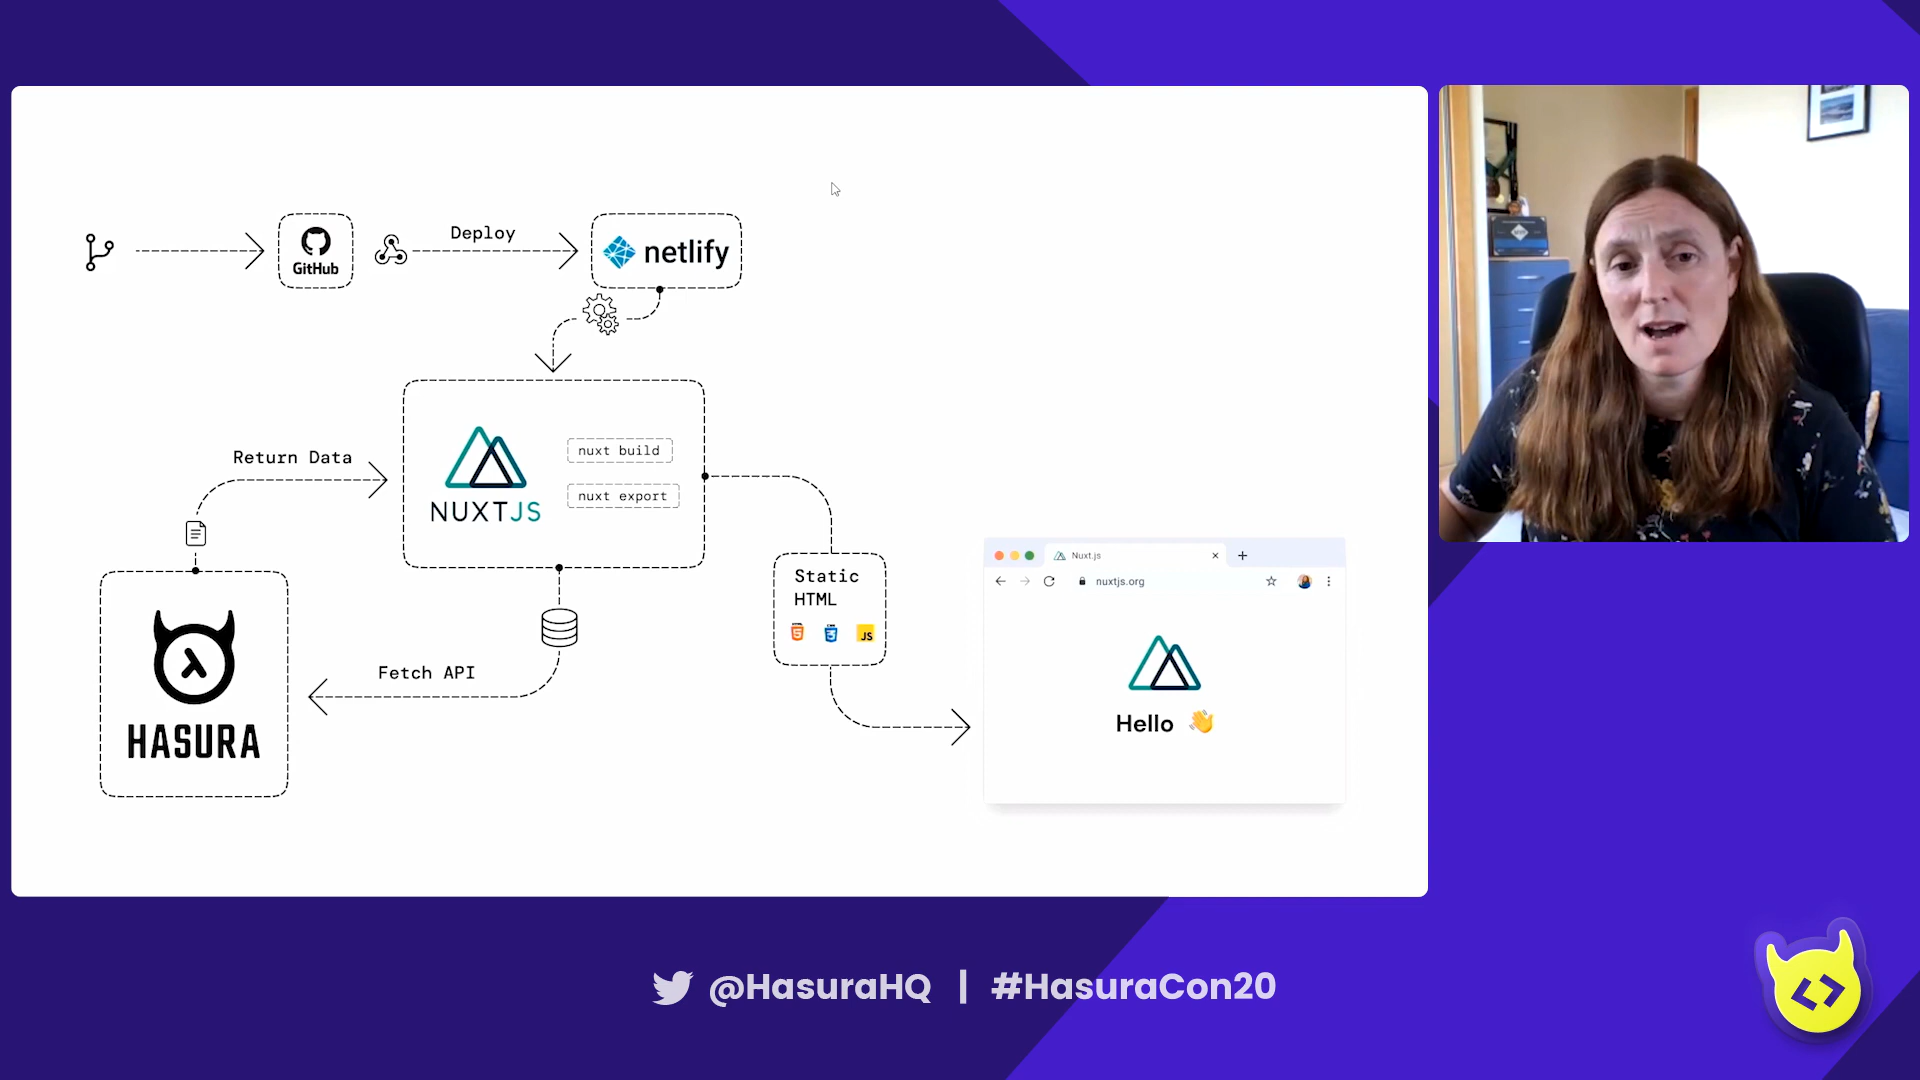 Deploy
GitHub
netlify
nuxt build
Return Data
nuxt export
NUXTJS
Nuxt.js
Static
HTML
nuxtjs.org
JS
Fetch API
Hello 👋
HASURA
@HasuraHQ | #HasuraCon20